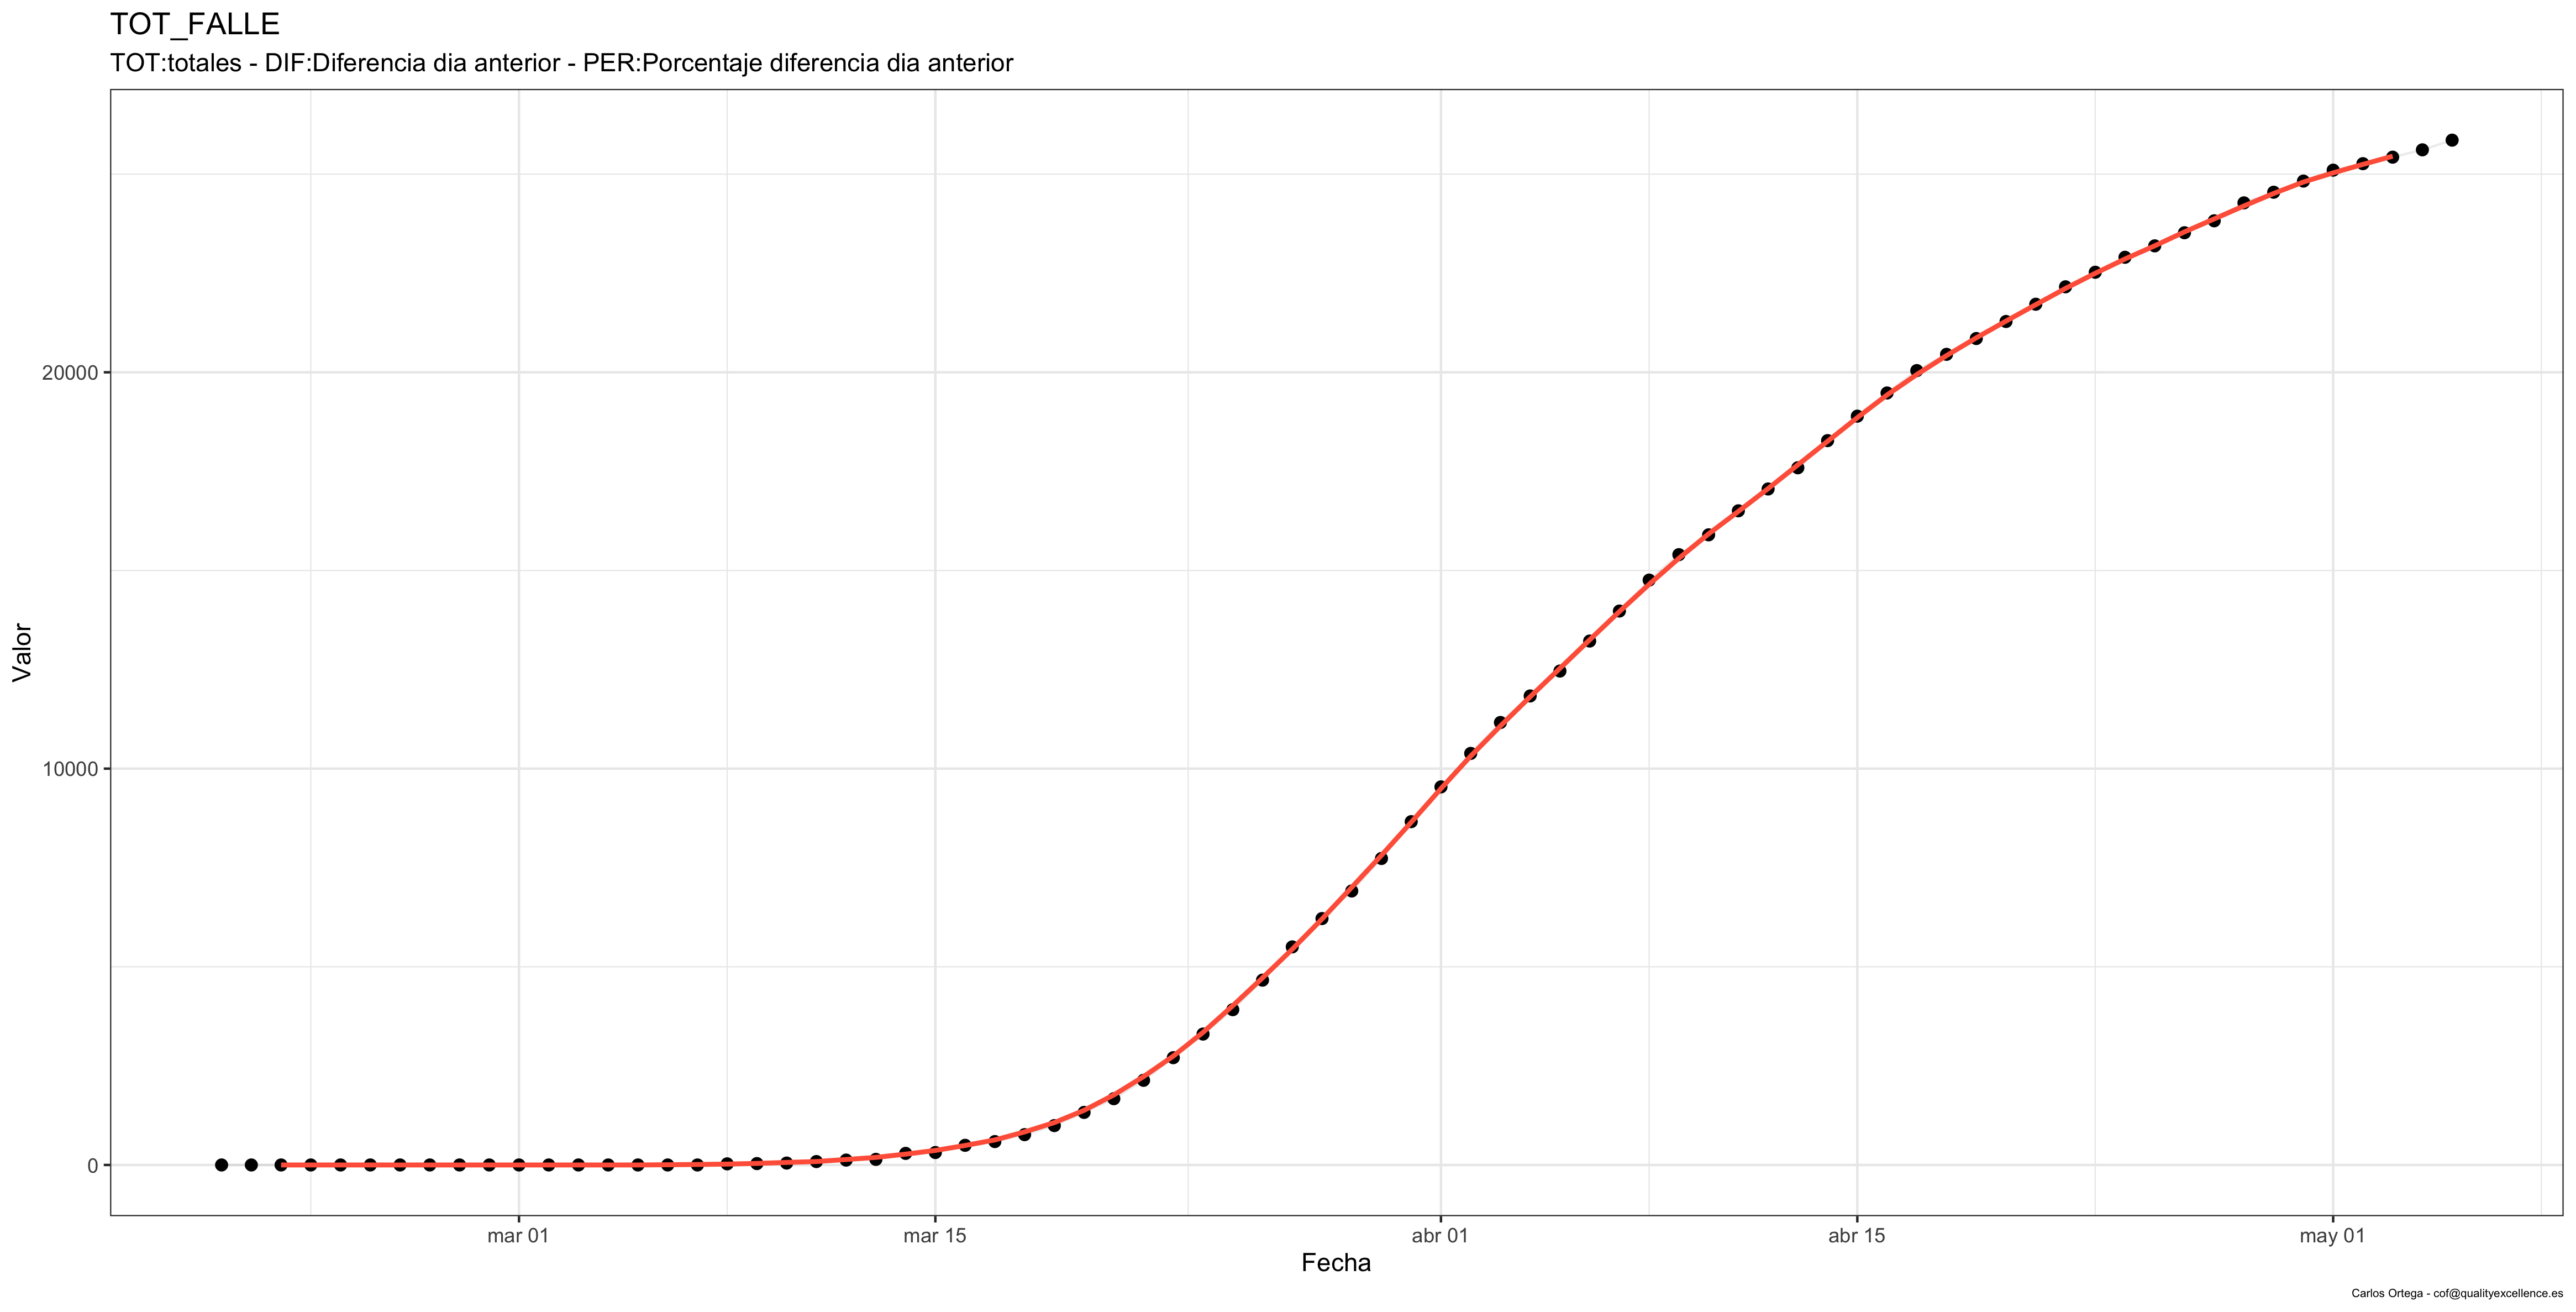 TOT_FALLE
TOT:totales - DIF:Diferencia dia anterior - PER:Porcentaje diferencia dia anterior
Valor
20000
10000
0
mar 01
mar 15
abr 01
abr 15
may 01
Fecha
Carlos Ortega - cof@qualityexcellence.es